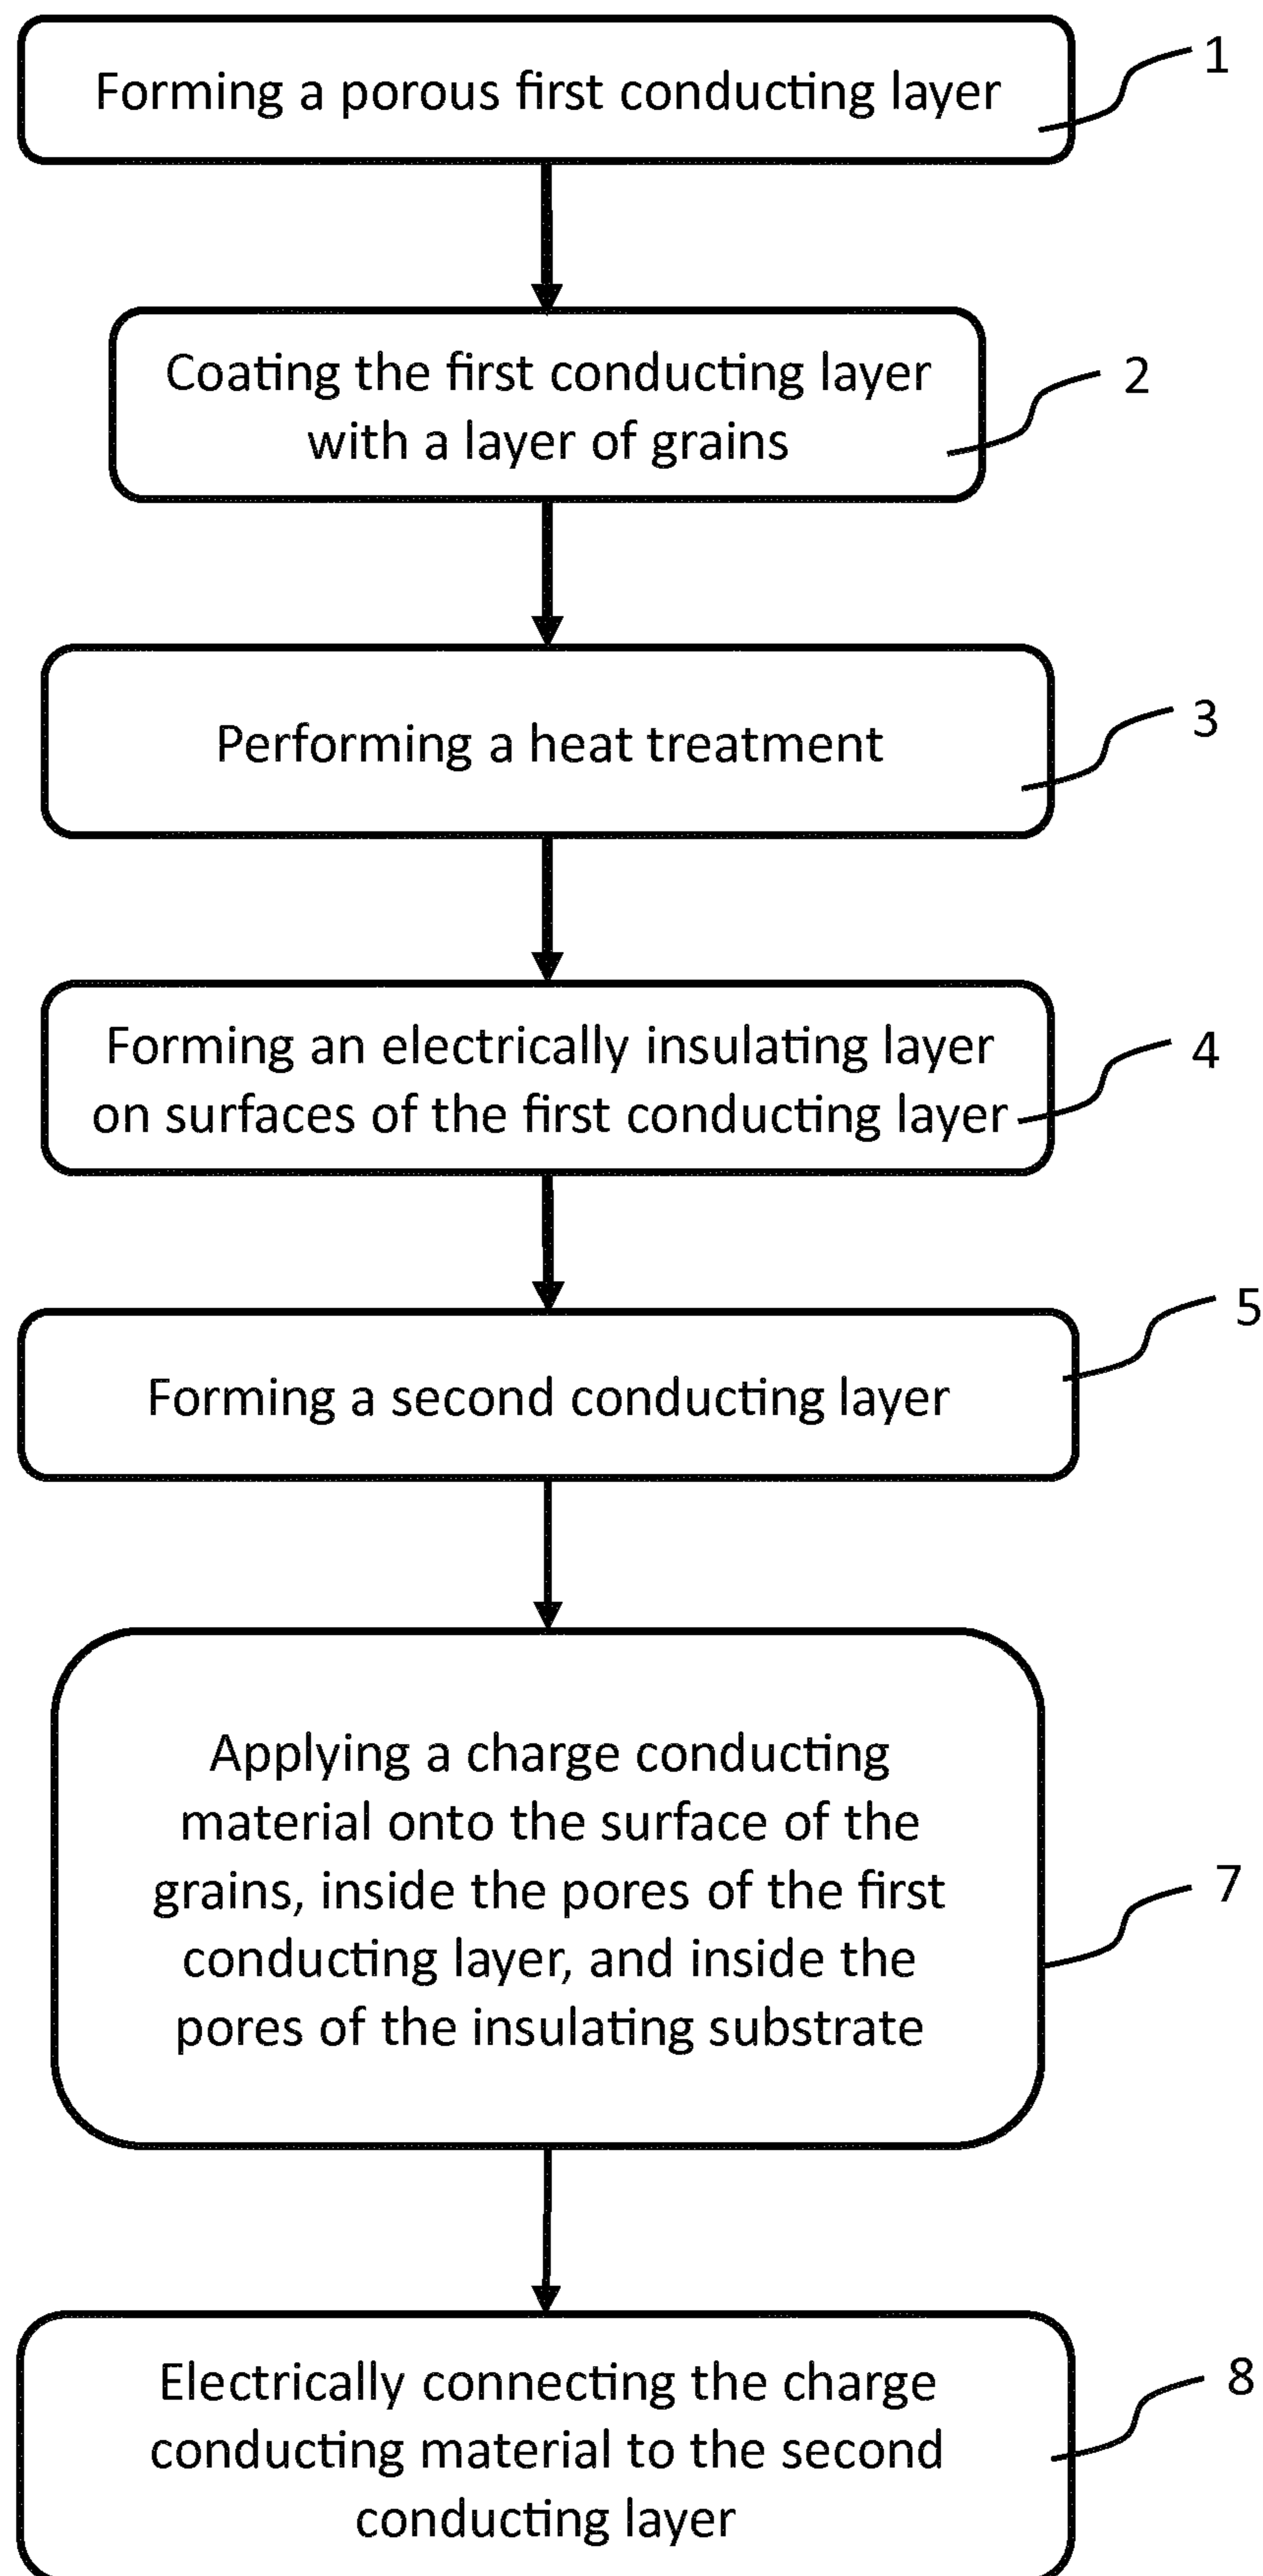 Forming a porous first conducting layer
1
Coating the first conducting layer
with a layer of grains
2
Performing a heat treatment
3
Forming an electrically insulating layer
on surfaces of the first conducting layer
4
Forming a second conducting layer
5
Applying a charge conducting
material onto the surface of the
grains, inside the pores of the first
conducting layer, and inside the
pores of the insulating substrate
7
Electrically connecting the charge
conducting material to the second
conducting layer
8